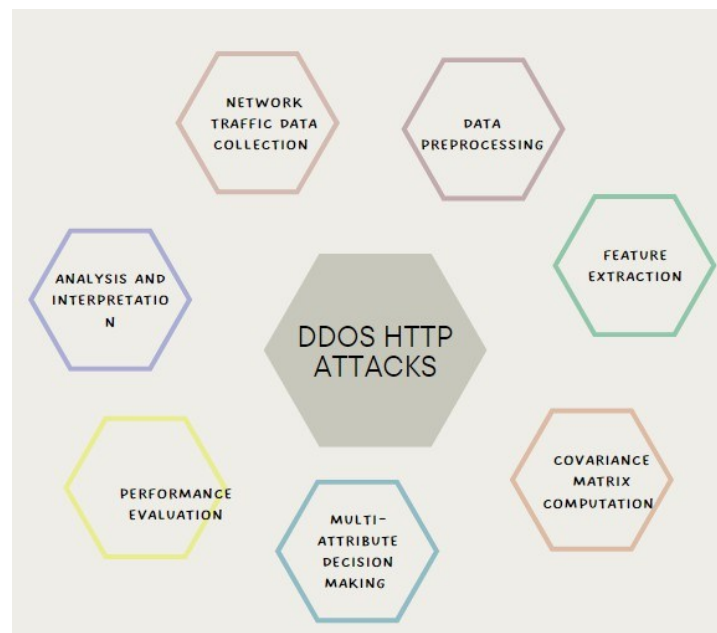 NETWORK
TRAFFIC DATA
COLLECTION
DATA
PREPROCESSING
FEATURE
EXTRACTION
ANALYSIS AND
INTERPRETATIO
N
DDOS HTTP
ATTACKS
COVARIANCE
MATRIX
COMPUTATION
PERFORMANCE
EVALUATION
MULTI-
ATTRIBUTE
DECISION
MAKING